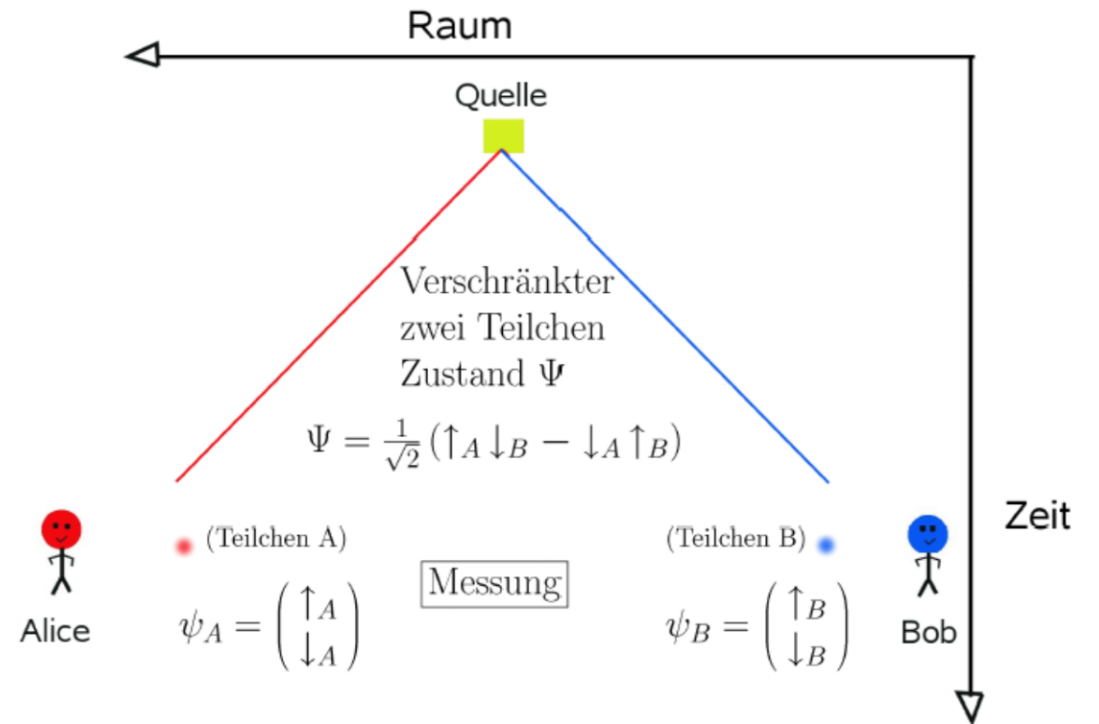 Raum
Quelle
Verschränkter
zwei Teilchen
Zustand Ψ
Ψ = 1/√2 (↑A ↓B − ↓A ↑B)
Zeit
(Teilchen A)
(Teilchen B)
Messung
ψA = (↑A ↓A)
ψB = (↑B ↓B)
Alice
Bob